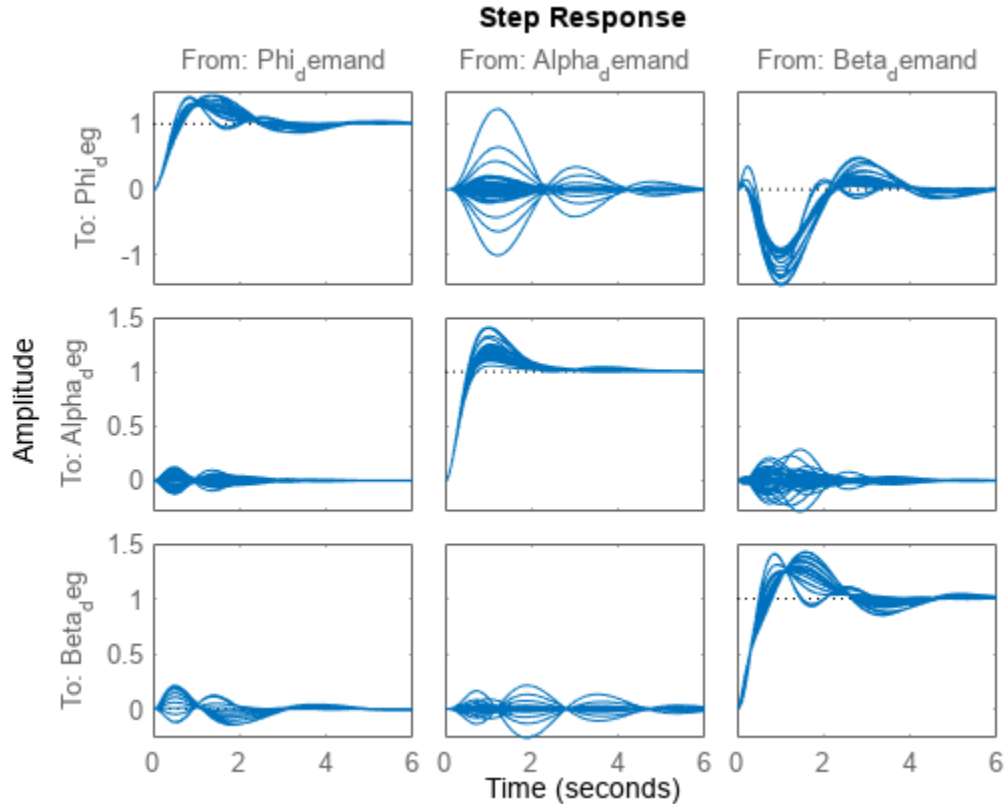 Step Response
From: Phi_demand From: Alpha_demand From: Beta_demand
To: Phi_deg
1
0
-1
To: Alpha_deg
1.5
1
0.5
0
Amplitude
To: Beta_deg
1.5
1
0.5
0
0 2 4 6 0 2 4 6 0 2 4 6
Time (seconds)